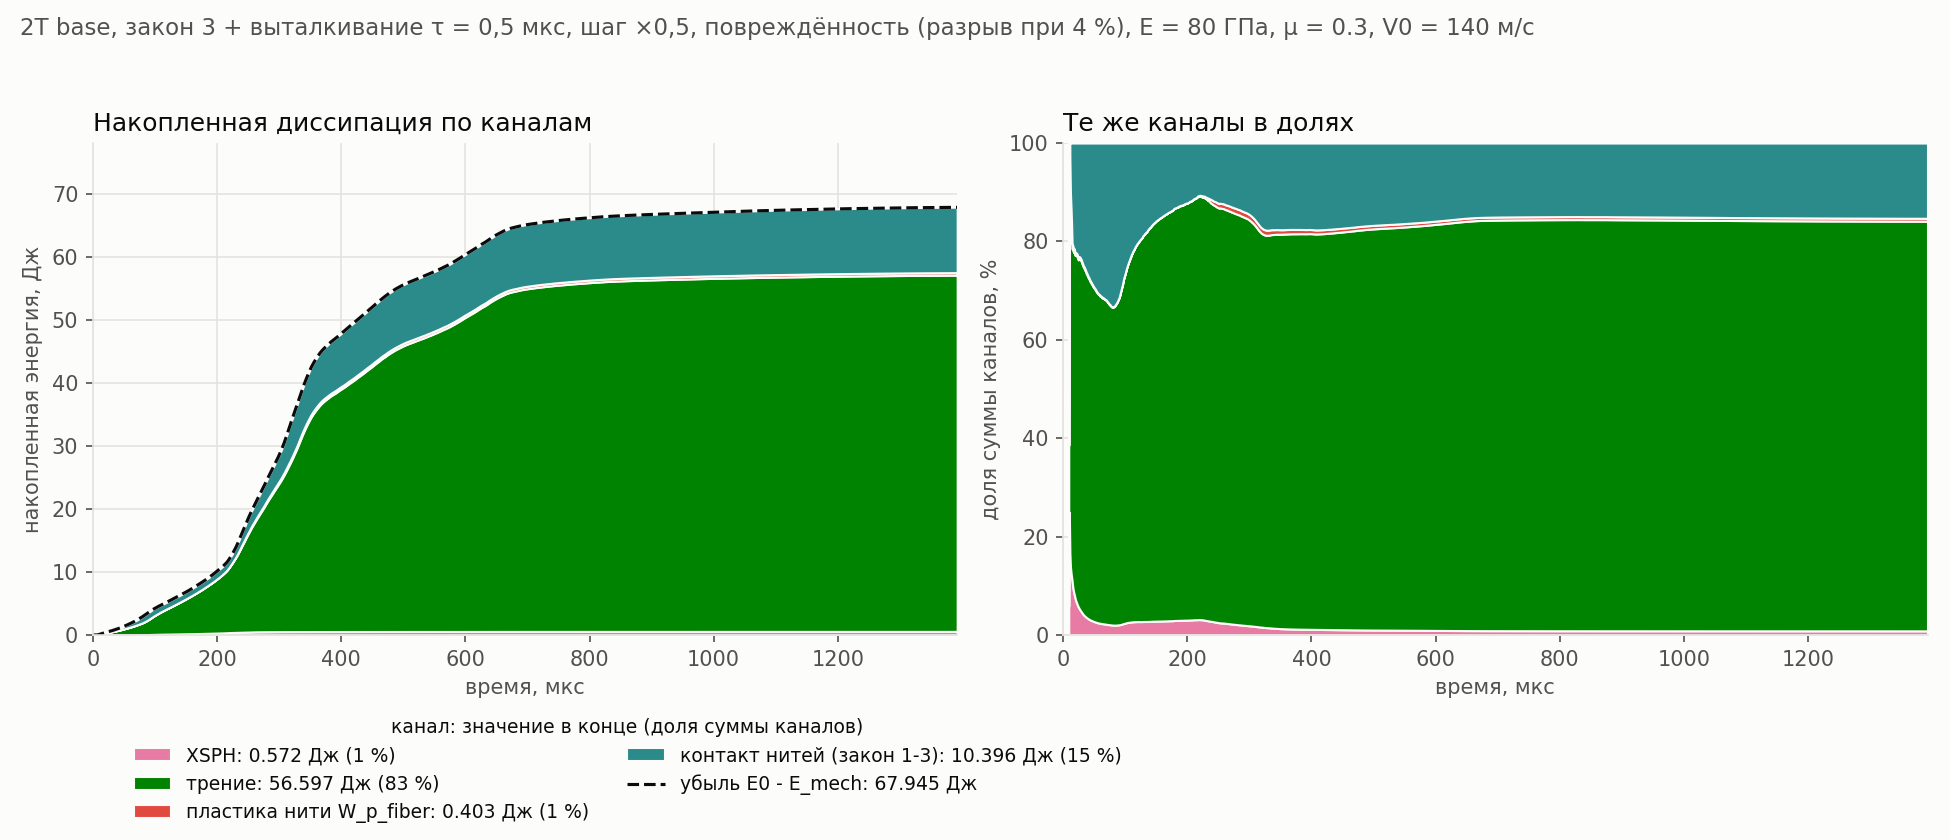 2T base, закон 3 + выталкивание τ = 0,5 мкс, шаг ×0,5, повреждённость (разрыв при 4 %), E = 80 ГПа, μ = 0.3, V0 = 140 м/с
Накопленная диссипация по каналам
накопленная энергия, Дж
70
60
50
40
30
20
10
0
0 200 400 600 800 1000 1200
время, мкс
Те же каналы в долях
доля суммы каналов, %
100
80
60
40
20
0
0 200 400 600 800 1000 1200
время, мкс
канал: значение в конце (доля суммы каналов)
XSPH: 0.572 Дж (1 %)
трение: 56.597 Дж (83 %)
пластика нити W_p_fiber: 0.403 Дж (1 %)
контакт нитей (закон 1-3): 10.396 Дж (15 %)
убыль E0 - E_mech: 67.945 Дж